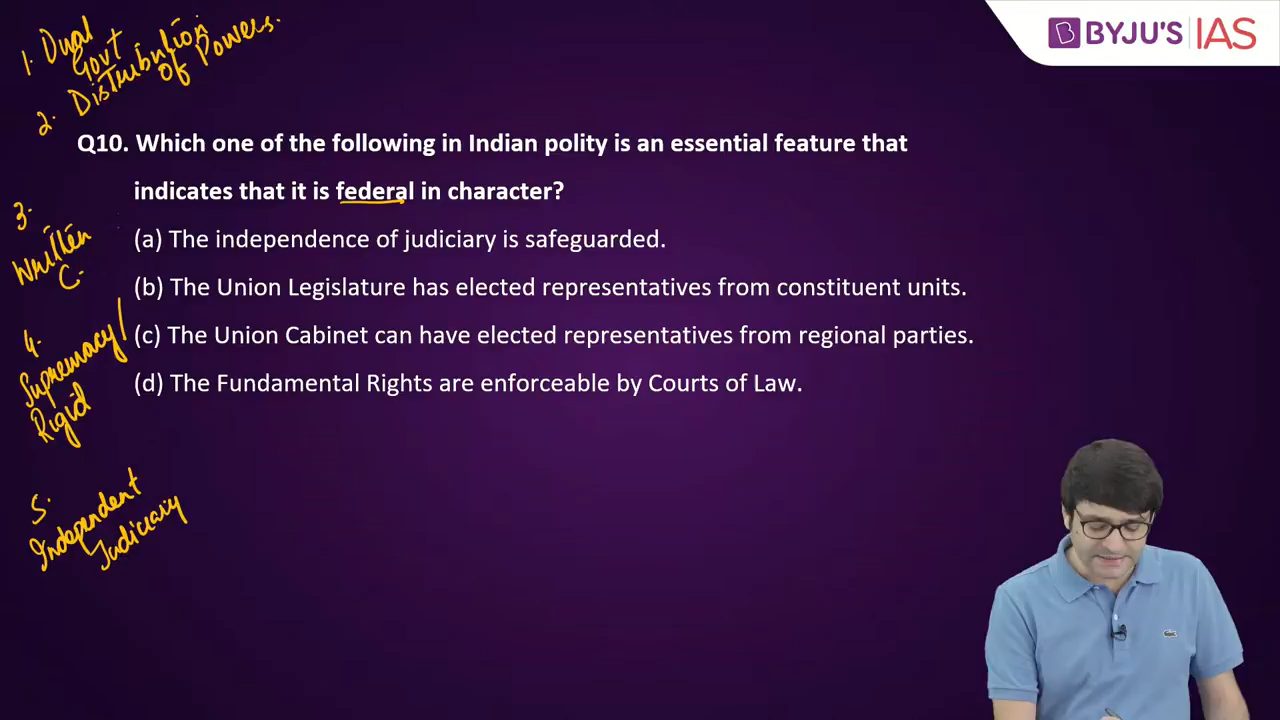 1. Dual
Govt
2. Distribution
of Powers.
BYJU'S IAS
Q10. Which one of the following in Indian polity is an essential feature that
indicates that it is federal in character?
(a) The independence of judiciary is safeguarded.
(b) The Union Legislature has elected representatives from constituent units.
(c) The Union Cabinet can have elected representatives from regional parties.
(d) The Fundamental Rights are enforceable by Courts of Law.
3.
Written
C.
4.
Supremacy/
Rigid
5.
Independent
Judiciary